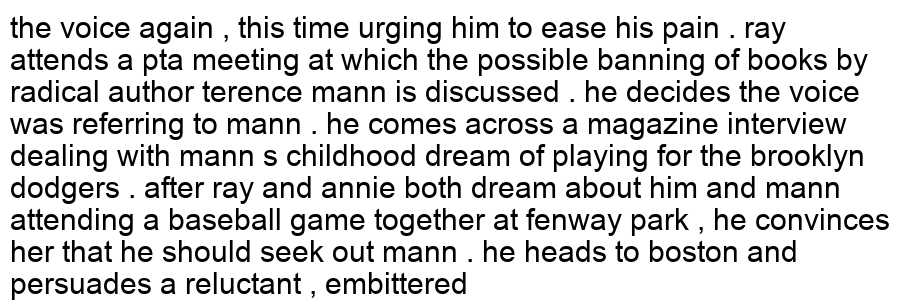 the voice again , this time urging him to ease his pain . ray
attends a pta meeting at which the possible banning of books by
radical author terence mann is discussed . he decides the voice
was referring to mann . he comes across a magazine interview
dealing with mann s childhood dream of playing for the brooklyn
dodgers . after ray and annie both dream about him and mann
attending a baseball game together at fenway park , he convinces
her that he should seek out mann . he heads to boston and
persuades a reluctant , embittered